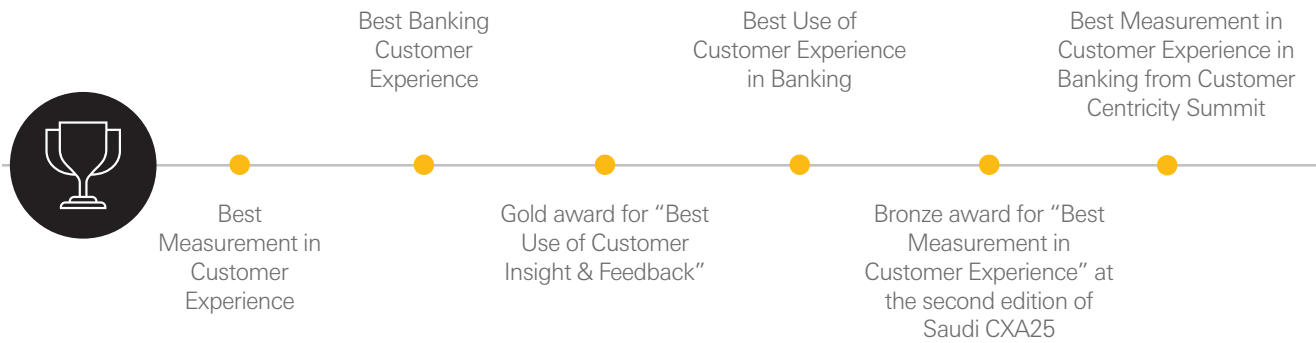 Best Banking
Customer
Experience
Best Use of
Customer Experience
in Banking
Best Measurement in
Customer Experience in
Banking from Customer
Centricity Summit
Best
Measurement in
Customer
Experience
Gold award for “Best
Use of Customer
Insight & Feedback”
Bronze award for “Best
Measurement in
Customer Experience” at
the second edition of
Saudi CXA25